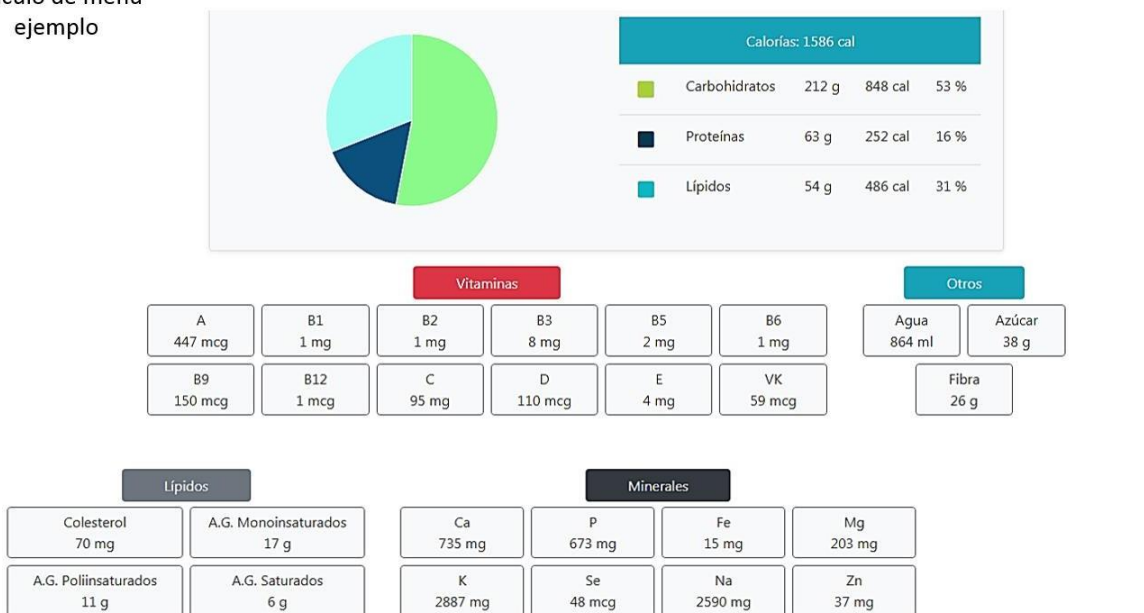 menú
ejemplo
Calorías: 1586 cal
Carbohidratos 212 g 848 cal 53 %
Proteínas 63 g 252 cal 16 %
Lípidos 54 g 486 cal 31 %
Vitaminas
A B1 B2 B3 B5 B6
447 mcg 1 mg 1 mg 8 mg 2 mg 1 mg
B9 B12 C D E VK
150 mcg 1 mcg 95 mg 110 mcg 4 mg 59 mcg
Otros
Agua Azúcar
864 ml 38 g
Fibra
26 g
Lípidos
Colesterol A.G. Monoinsaturados
70 mg 17 g
A.G. Poliinsaturados A.G. Saturados
11 g 6 g
Minerales
Ca P Fe Mg
735 mg 673 mg 15 mg 203 mg
K Se Na Zn
2887 mg 48 mcg 2590 mg 37 mg